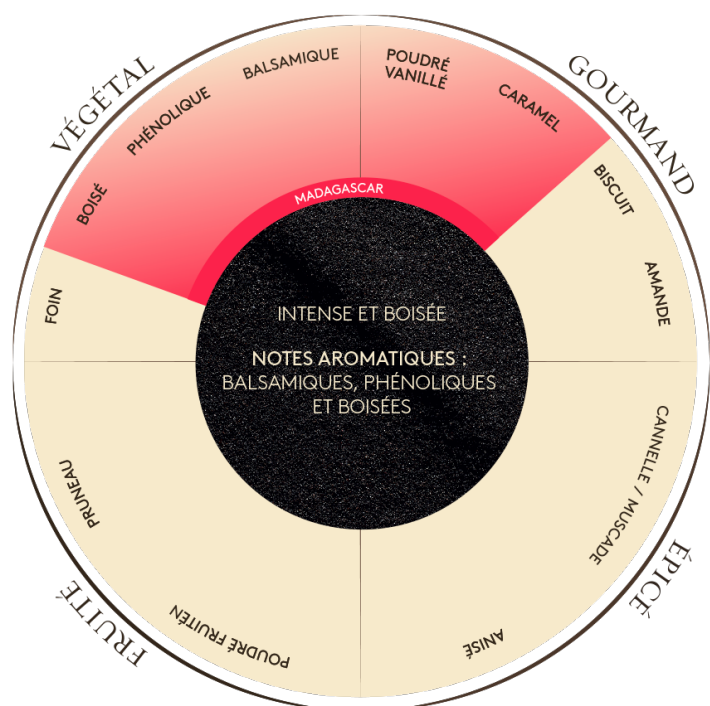 VÉGÉTAL
GOURMAND
ÉPICÉ
FRUITÉ
FOIN
BOISÉ
PHÉNOLIQUE
BALSAMIQUE
POUDRÉ
VANILLÉ
CARAMEL
BISCUIT
AMANDE
CANNELLE / MUSCADE
ANISÉ
POUDRÉ FRUITÉN
PRUNEAU
MADAGASCAR
INTENSE ET BOISÉE
NOTES AROMATIQUES :
BALSAMIQUES, PHÉNOLIQUES
ET BOISÉES